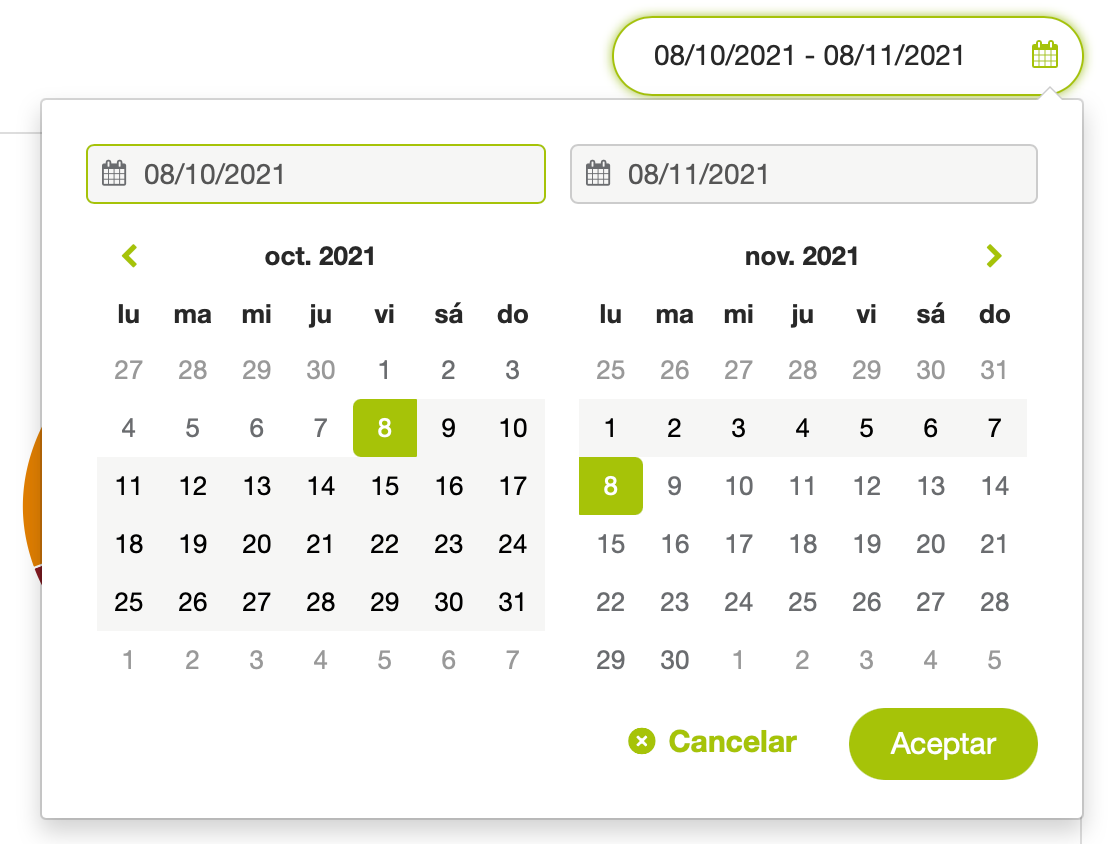 08/10/2021 - 08/11/2021
08/10/2021
08/11/2021
oct. 2021
lu ma mi ju vi sá do
27 28 29 30 1 2 3
4 5 6 7 8 9 10
11 12 13 14 15 16 17
18 19 20 21 22 23 24
25 26 27 28 29 30 31
1 2 3 4 5 6 7
nov. 2021
lu ma mi ju vi sá do
25 26 27 28 29 30 31
1 2 3 4 5 6 7
8 9 10 11 12 13 14
15 16 17 18 19 20 21
22 23 24 25 26 27 28
29 30 1 2 3 4 5
Cancelar
Aceptar